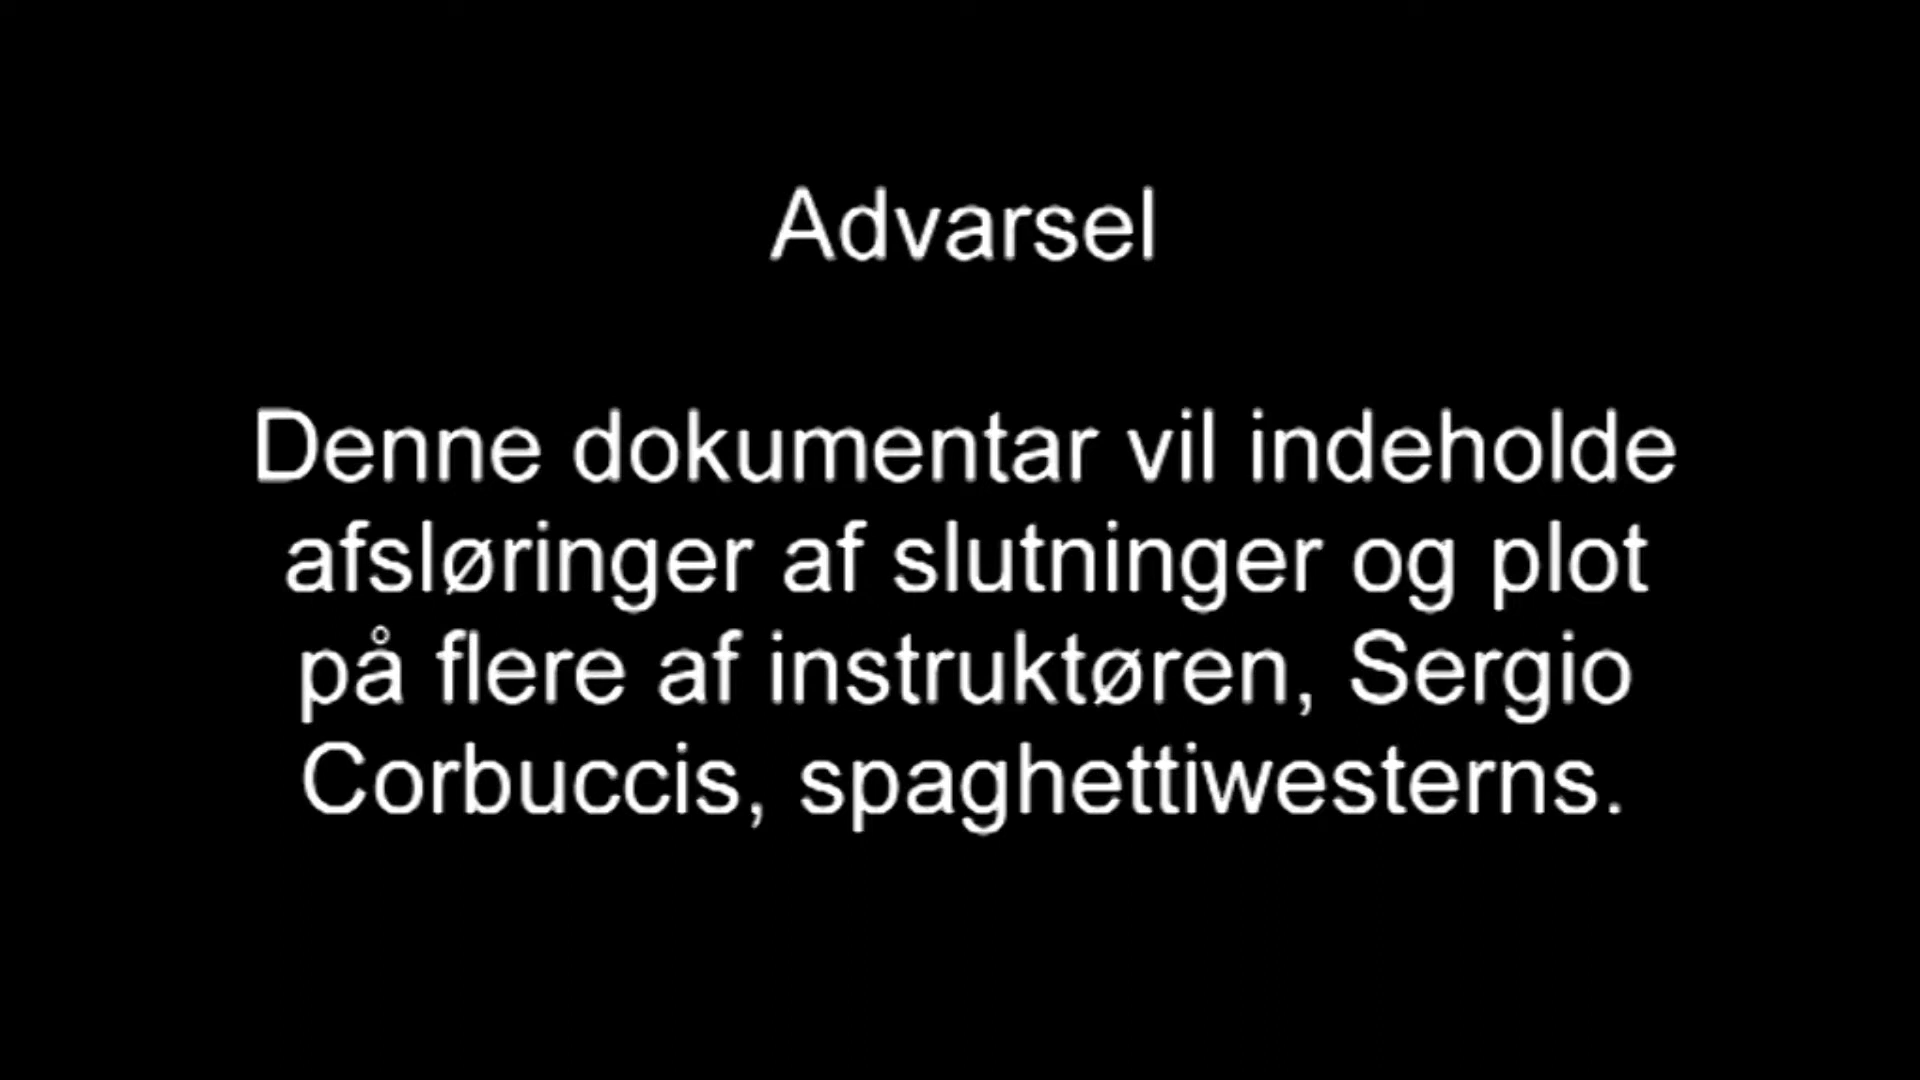 Advarsel
Denne dokumentar vil indeholde
afsløringer af slutninger og plot
på flere af instruktøren, Sergio
Corbuccis, spaghettiwesterns.